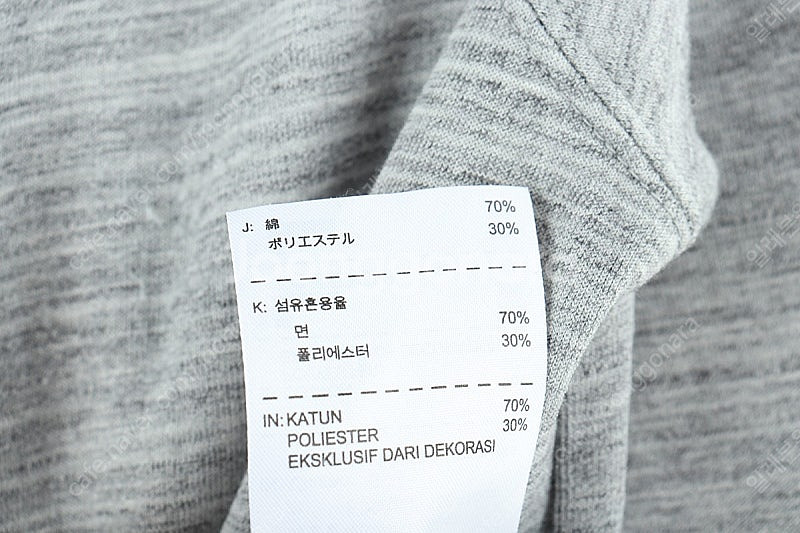 J: 綿 70%
ポリエステル 30%
K: 섬유혼용율
면 70%
폴리에스터 30%
IN: KATUN 70%
POLIESTER 30%
EKSKLUSIF DARI DEKORASI